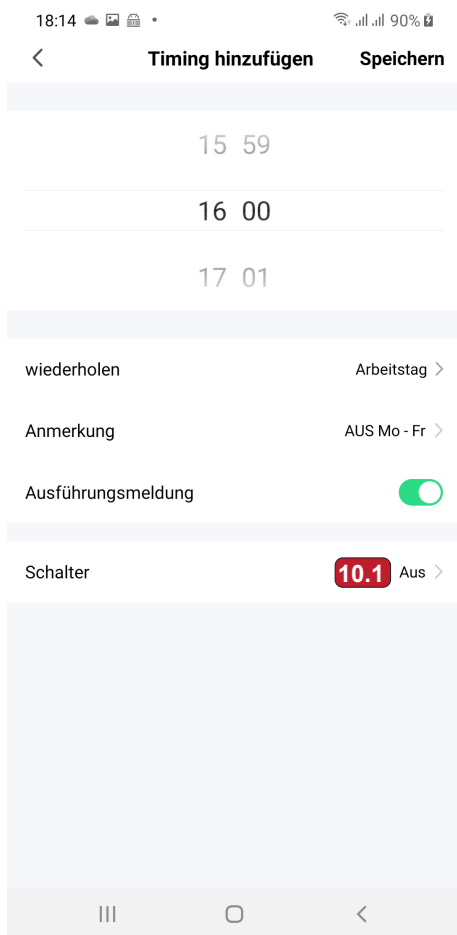 18:14 90%
Timing hinzufügen Speichern
15 59
16 00
17 01
wiederholen Arbeitstag
Anmerkung AUS Mo - Fr
Ausführungsmeldung
Schalter 10.1 Aus